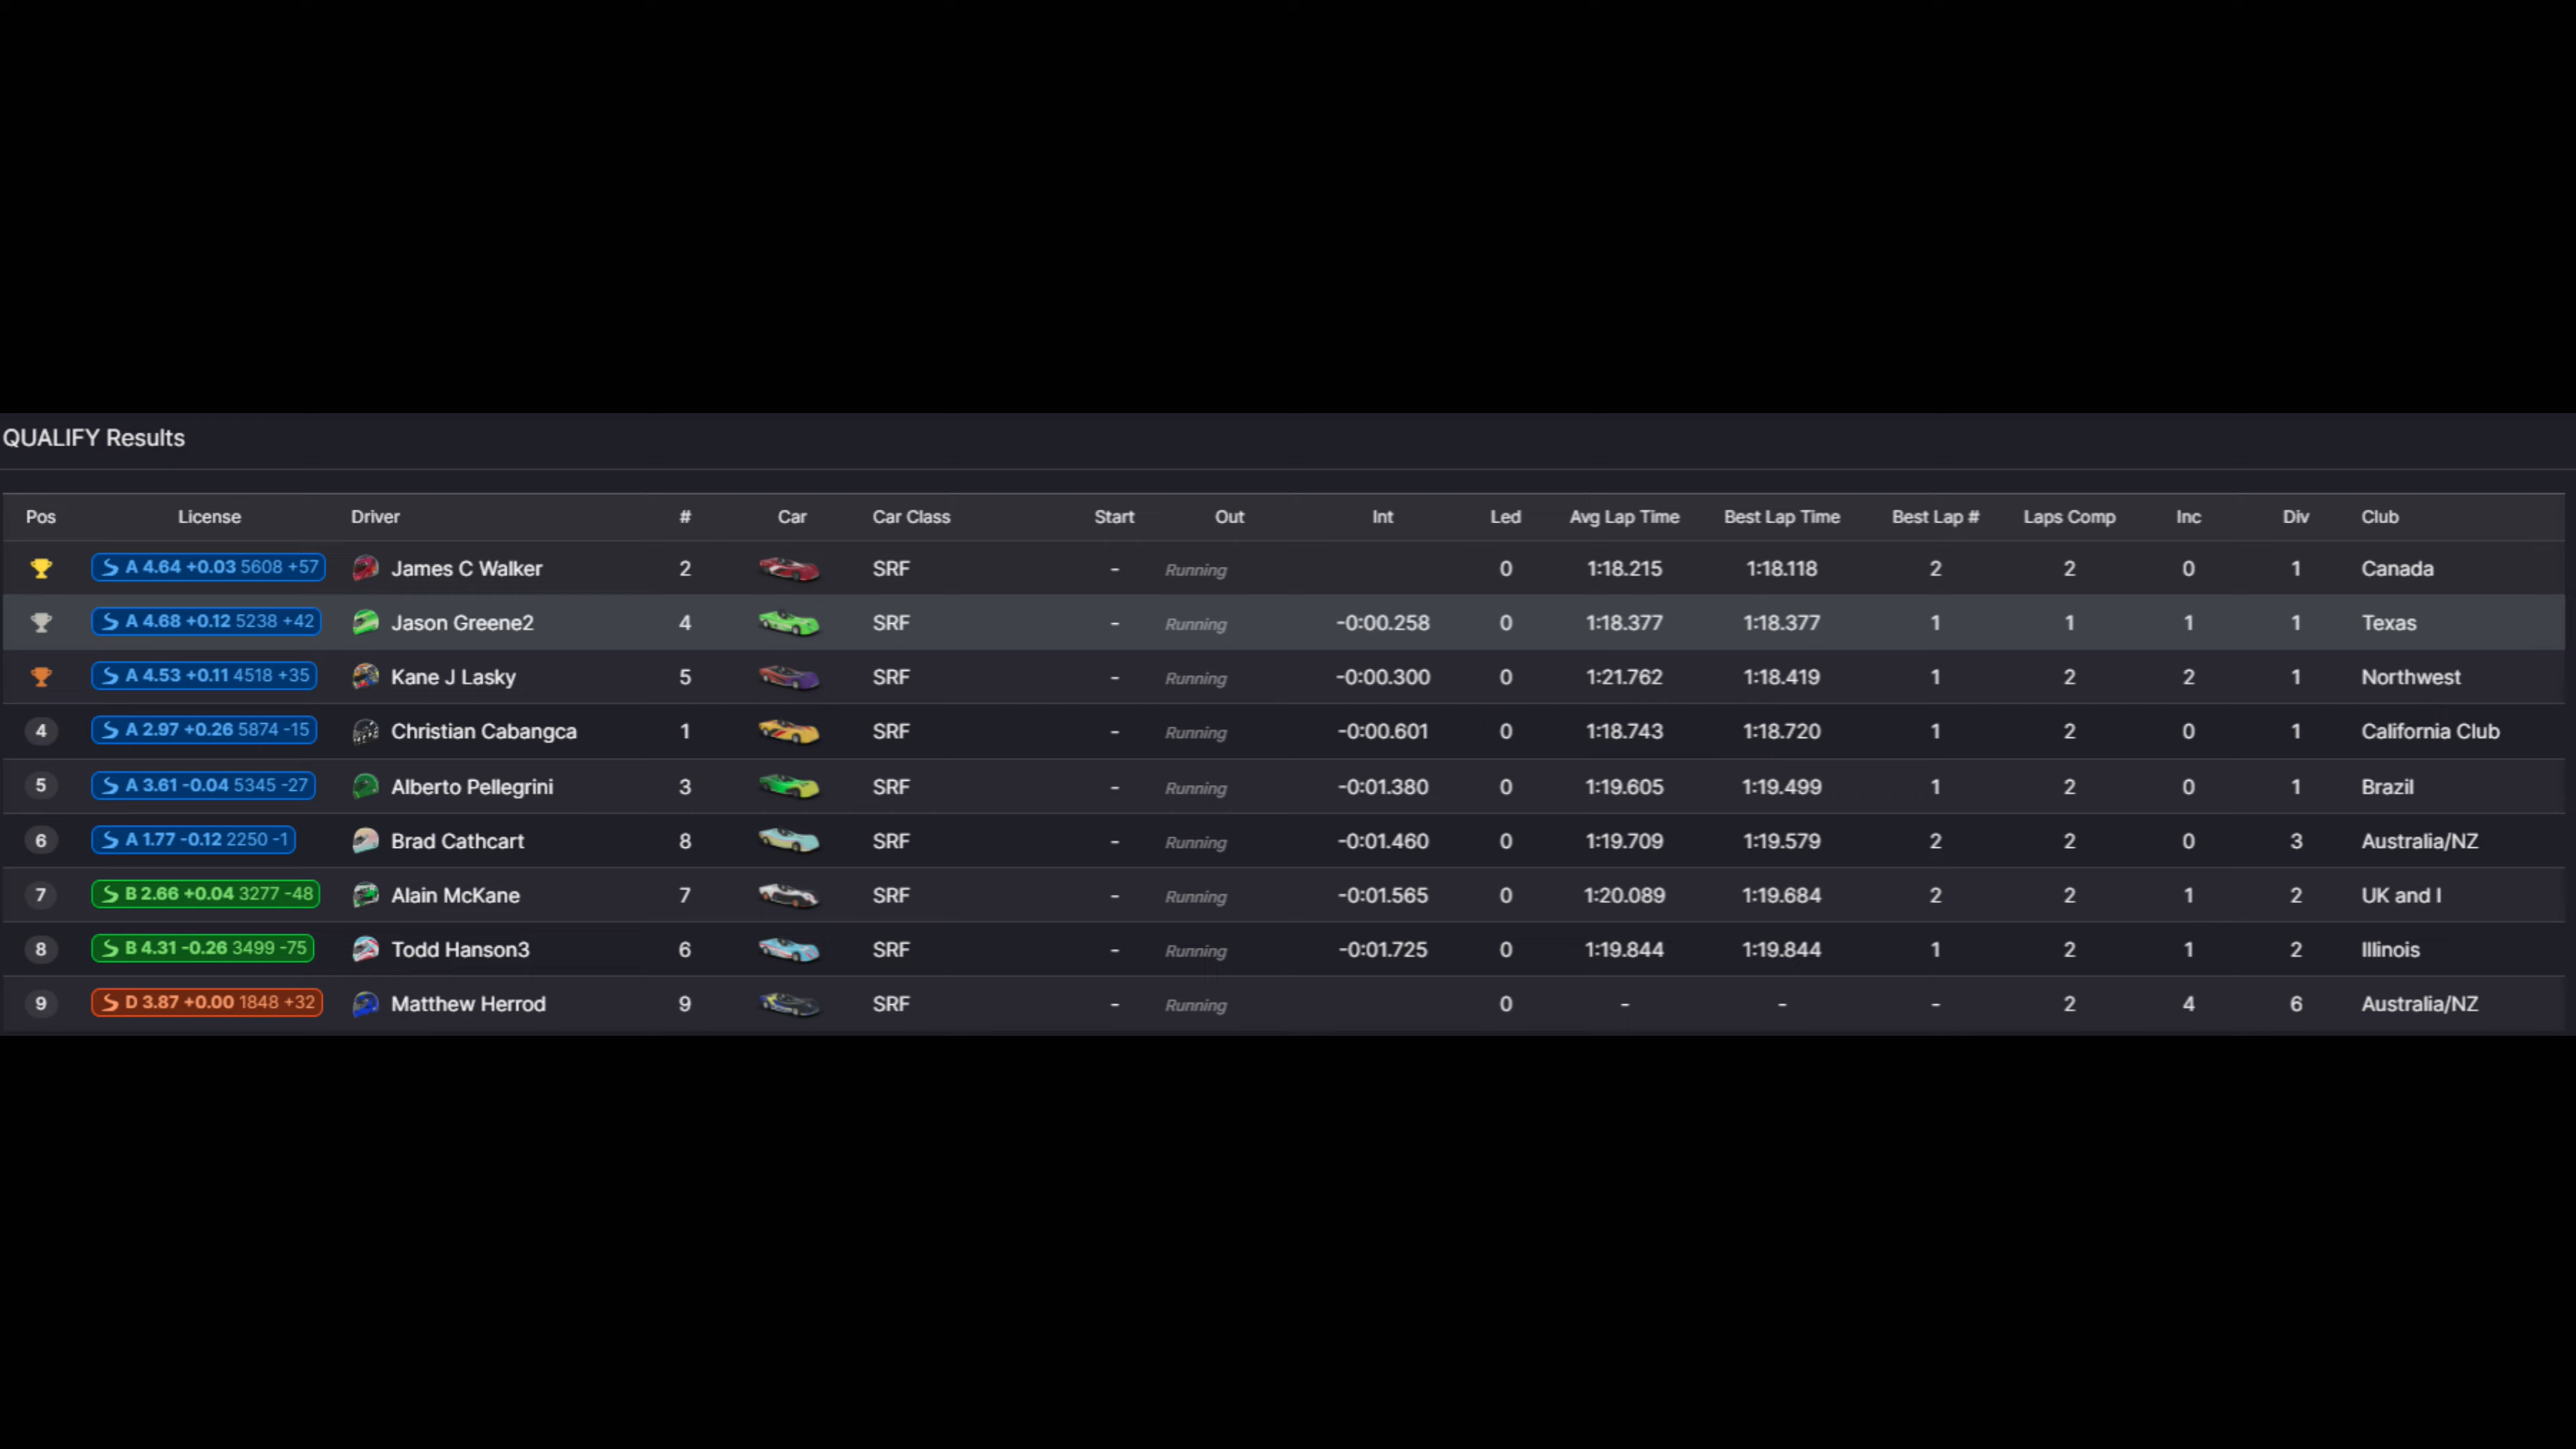 QUALIFY Results
Pos License Driver # Car Car Class Start Out Int Led Avg Lap Time Best Lap Time Best Lap # Laps Comp Inc Div Club
A 4.64 +0.03 5608 +57 James C Walker 2 SRF - Running 0 1:18.215 1:18.118 2 2 0 1 Canada
A 4.68 +0.12 5238 +42 Jason Greene2 4 SRF - Running -0:00.258 0 1:18.377 1:18.377 1 1 1 1 Texas
A 4.53 +0.11 4518 +35 Kane J Lasky 5 SRF - Running -0:00.300 0 1:21.762 1:18.419 1 2 2 1 Northwest
4 A 2.97 +0.26 5874 -15 Christian Cabangca 1 SRF - Running -0:00.601 0 1:18.743 1:18.720 1 2 0 1 California Club
5 A 3.61 -0.04 5345 -27 Alberto Pellegrini 3 SRF - Running -0:01.380 0 1:19.605 1:19.499 1 2 0 1 Brazil
6 A 1.77 -0.12 2250 -1 Brad Cathcart 8 SRF - Running -0:01.460 0 1:19.709 1:19.579 2 2 0 3 Australia/NZ
7 B 2.66 +0.04 3277 -48 Alain McKane 7 SRF - Running -0:01.565 0 1:20.089 1:19.684 2 2 1 2 UK and I
8 B 4.31 -0.26 3499 -75 Todd Hanson3 6 SRF - Running -0:01.725 0 1:19.844 1:19.844 1 2 1 2 Illinois
9 D 3.87 +0.00 1848 +32 Matthew Herrod 9 SRF - Running 0 - - - 2 4 6 Australia/NZ